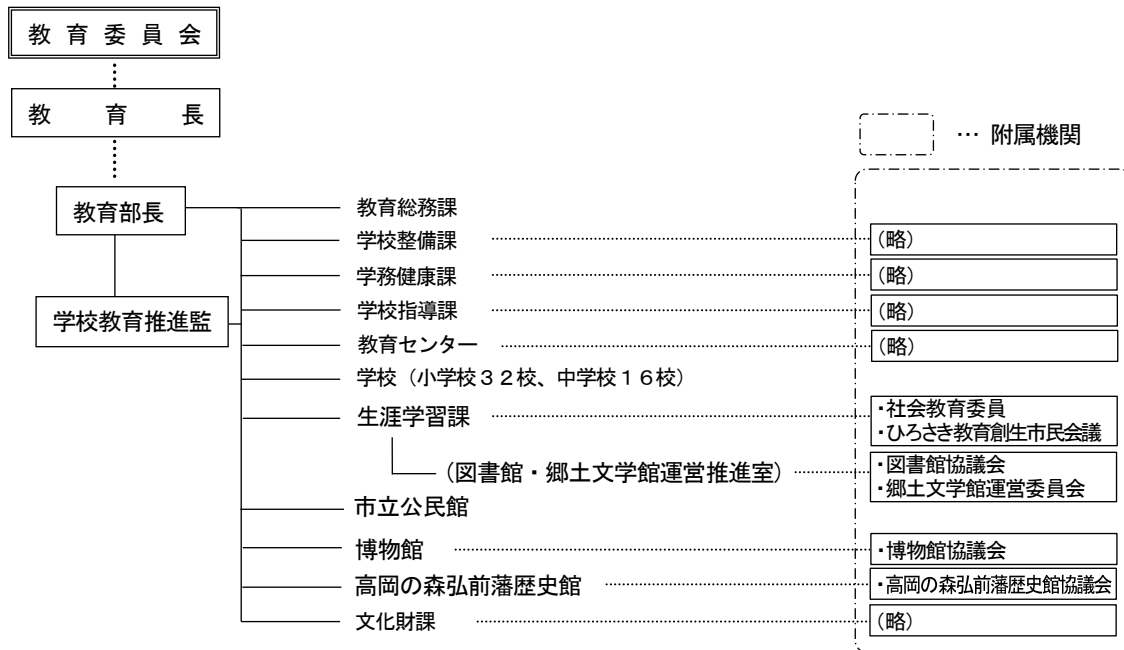 教育委員会
教育長
… 附属機関
教育部長
教育総務課
学校整備課
(略)
学務健康課
(略)
学校教育推進監
学校指導課
(略)
教育センター
(略)
学校（小学校３２校、中学校１６校）
生涯学習課
・社会教育委員
・ひろさき教育創生市民会議
（図書館・郷土文学館運営推進室）
・図書館協議会
・郷土文学館運営委員会
市立公民館
博物館
・博物館協議会
高岡の森弘前藩歴史館
・高岡の森弘前藩歴史館協議会
文化財課
(略)